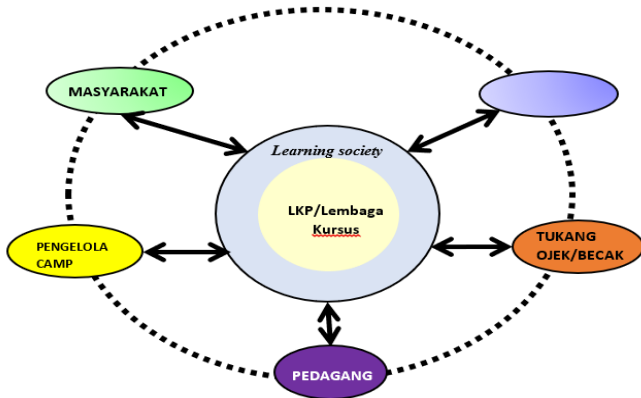 MASYARAKAT
Learning society
LKP/Lembaga
Kursus
PENGELOLA
CAMP
TUKANG
OJEK/BECAK
PEDAGANG